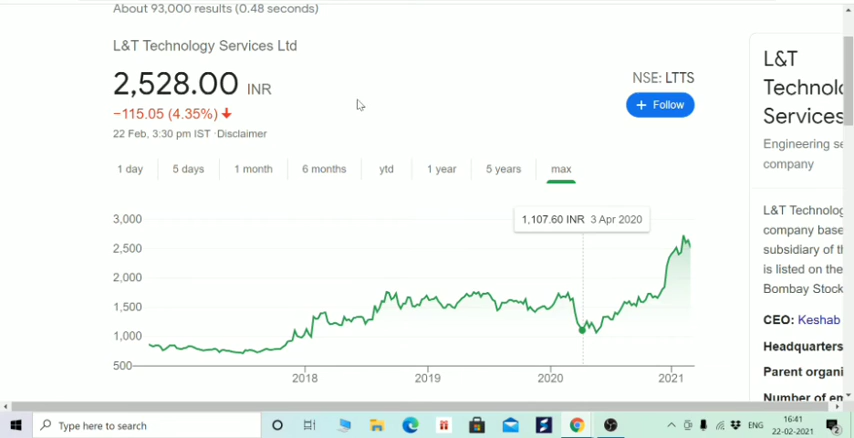 About 93,000 results (0.48 seconds)
L&T Technology Services Ltd
2,528.00 INR
−115.05 (4.35%)
22 Feb, 3:30 pm IST · Disclaimer
NSE: LTTS
+ Follow
1 day 5 days 1 month 6 months ytd 1 year 5 years max
1,107.60 INR 3 Apr 2020
3,000
2,500
2,000
1,500
1,000
500
2018 2019 2020 2021
L&T
Technolo
Services
Engineering se
company
L&T Technolog
company base
subsidiary of th
is listed on the
Bombay Stock
CEO: Keshab
Headquarters
Parent organi
Number of em
Type here to search
ENG
16:41
22-02-2021
2